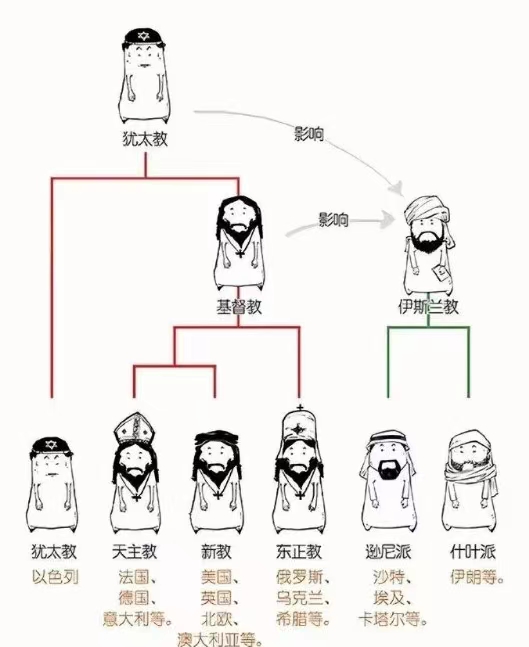 犹太教
影响
影响
基督教
伊斯兰教
犹太教
天主教
新教
东正教
逊尼派
什叶派
以色列
法国、
德国、
意大利等。
美国、
英国、
北欧、
澳大利亚等。
俄罗斯、
乌克兰、
希腊等。
沙特、
埃及、
卡塔尔等。
伊朗等。